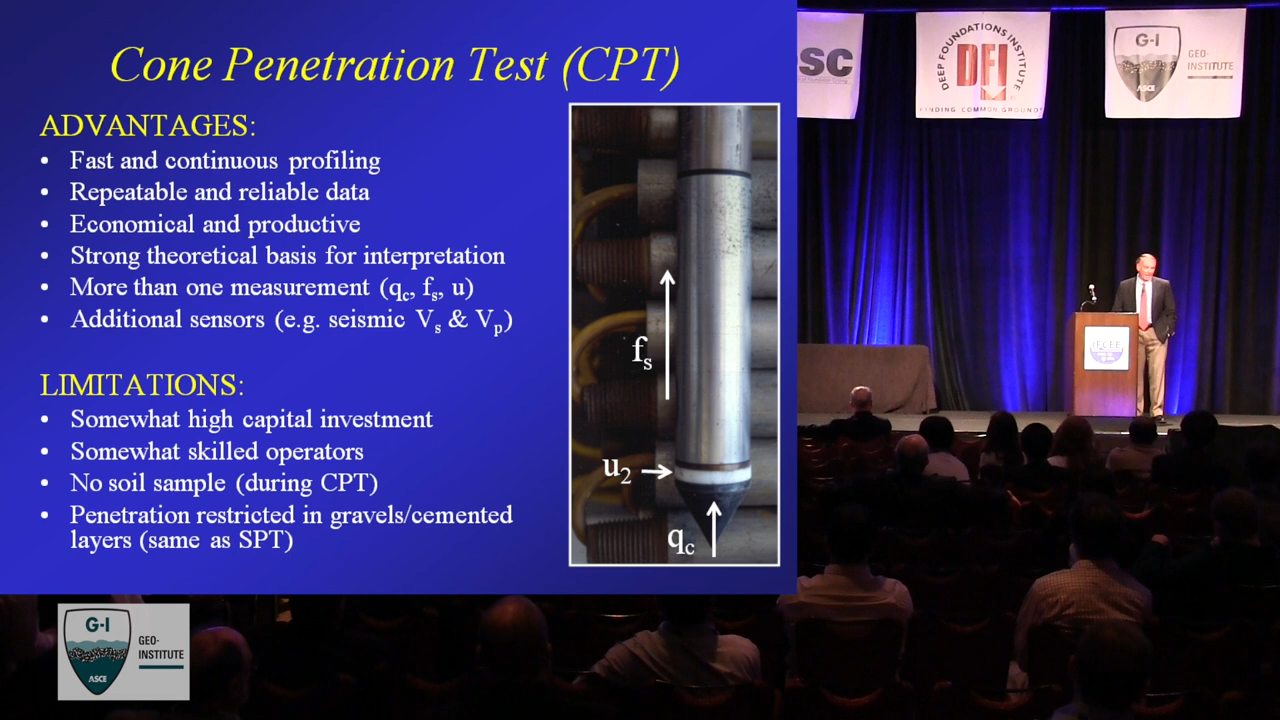 Cone Penetration Test (CPT)
ADVANTAGES:
• Fast and continuous profiling
• Repeatable and reliable data
• Economical and productive
• Strong theoretical basis for interpretation
• More than one measurement (qc, fs, u)
• Additional sensors (e.g. seismic Vs & Vp)
LIMITATIONS:
• Somewhat high capital investment
• Somewhat skilled operators
• No soil sample (during CPT)
• Penetration restricted in gravels/cemented
layers (same as SPT)
fs
u2
qc
SC
DEEP FOUNDATIONS INSTITUTE
DFI
FINDING COMMON GROUND
G-I
ASCE
GEO-
INSTITUTE
IFCEE
G-I
ASCE
GEO-
INSTITUTE